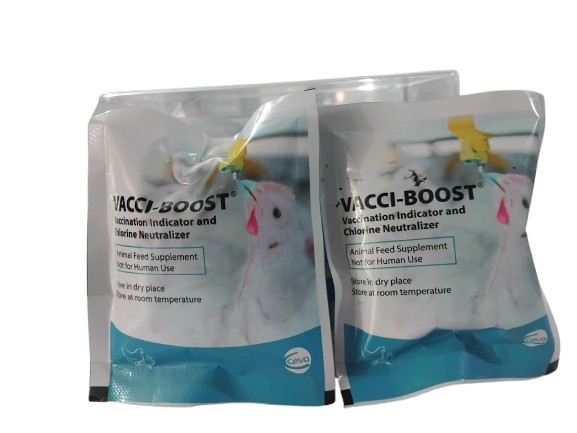 VACCI-BOOST®
Vaccination Indicator and
Chlorine Neutralizer
Animal Feed Supplement
Not for Human Use
Store in dry place
Store at room temperature
Ceva
VACCI-BOOST®
Vaccination Indicator and
Chlorine Neutralizer
Animal Feed Supplement
Not for Human Use
Store in dry place
Store at room temperature
Ceva